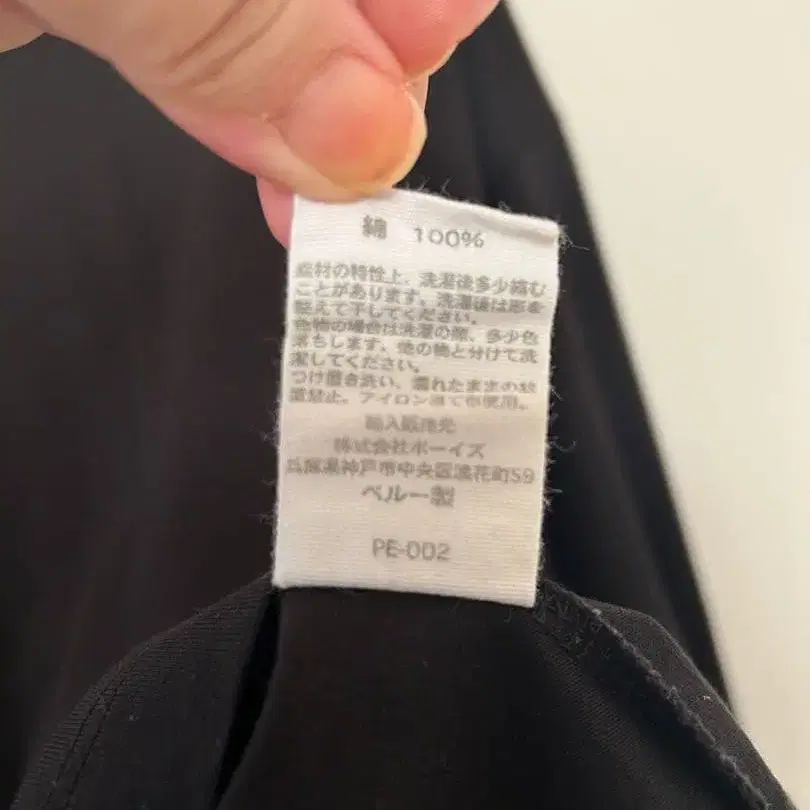 綿 100%
素材の特性上、洗濯後多少縮む
ことがあります。洗濯後は形を
整えて干してください。
色物の場合は洗濯の際、多少色
落ちします、他の物と分けて洗
濯してください。
つけ置き洗い、濡れたままの放
置禁止。アイロン当て布使用。
輸入販売元
株式会社ボーイズ
兵庫県神戸市中央区浪花町59
ペルー製
PE-002